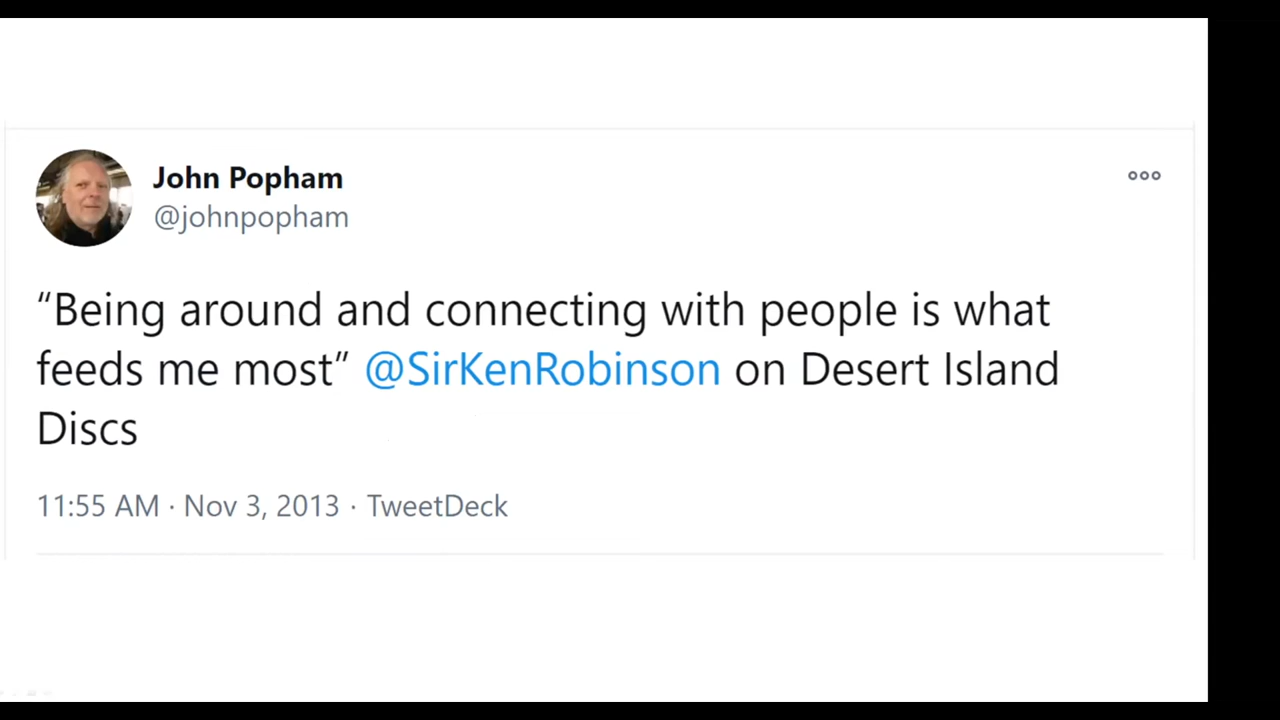 John Popham
@johnpopham
“Being around and connecting with people is what
feeds me most” @SirKenRobinson on Desert Island
Discs
11:55 AM · Nov 3, 2013 · TweetDeck